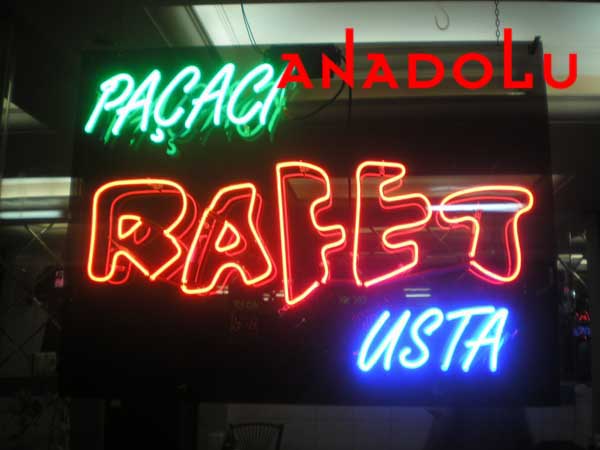 ANADOLU
PAÇACI
RAFET
USTA